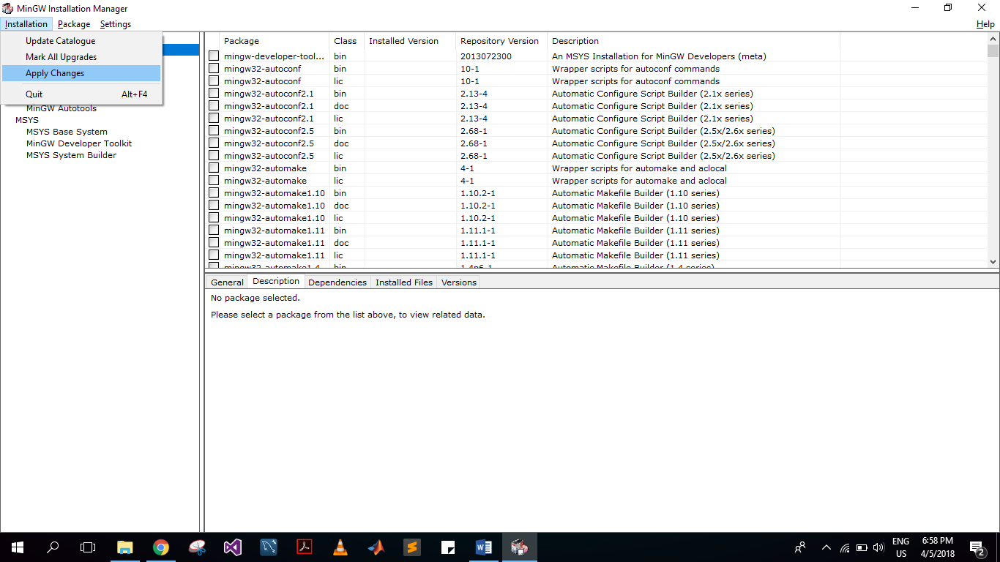 MinGW Installation Manager
Installation Package Settings Help
Update Catalogue
Mark All Upgrades
Apply Changes
Quit Alt+F4
MinGW Autotools
MSYS
MSYS Base System
MinGW Developer Toolkit
MSYS System Builder
Package Class Installed Version Repository Version Description
mingw-developer-tool... bin 2013072300 An MSYS Installation for MinGW Developers (meta)
mingw32-autoconf bin 10-1 Wrapper scripts for autoconf commands
mingw32-autoconf lic 10-1 Wrapper scripts for autoconf commands
mingw32-autoconf2.1 bin 2.13-4 Automatic Configure Script Builder (2.1x series)
mingw32-autoconf2.1 doc 2.13-4 Automatic Configure Script Builder (2.1x series)
mingw32-autoconf2.1 lic 2.13-4 Automatic Configure Script Builder (2.1x series)
mingw32-autoconf2.5 bin 2.68-1 Automatic Configure Script Builder (2.5x/2.6x series)
mingw32-autoconf2.5 doc 2.68-1 Automatic Configure Script Builder (2.5x/2.6x series)
mingw32-autoconf2.5 lic 2.68-1 Automatic Configure Script Builder (2.5x/2.6x series)
mingw32-automake bin 4-1 Wrapper scripts for automake and aclocal
mingw32-automake lic 4-1 Wrapper scripts for automake and aclocal
mingw32-automake1.10 bin 1.10.2-1 Automatic Makefile Builder (1.10 series)
mingw32-automake1.10 doc 1.10.2-1 Automatic Makefile Builder (1.10 series)
mingw32-automake1.10 lic 1.10.2-1 Automatic Makefile Builder (1.10 series)
mingw32-automake1.11 bin 1.11.1-1 Automatic Makefile Builder (1.11 series)
mingw32-automake1.11 doc 1.11.1-1 Automatic Makefile Builder (1.11 series)
mingw32-automake1.11 lic 1.11.1-1 Automatic Makefile Builder (1.11 series)
mingw32-automake1.4 bin 1.4p6-1 Automatic Makefile Builder (1.4 series)
General Description Dependencies Installed Files Versions
No package selected.
Please select a package from the list above, to view related data.
ENG
US
6:58 PM
4/5/2018
2